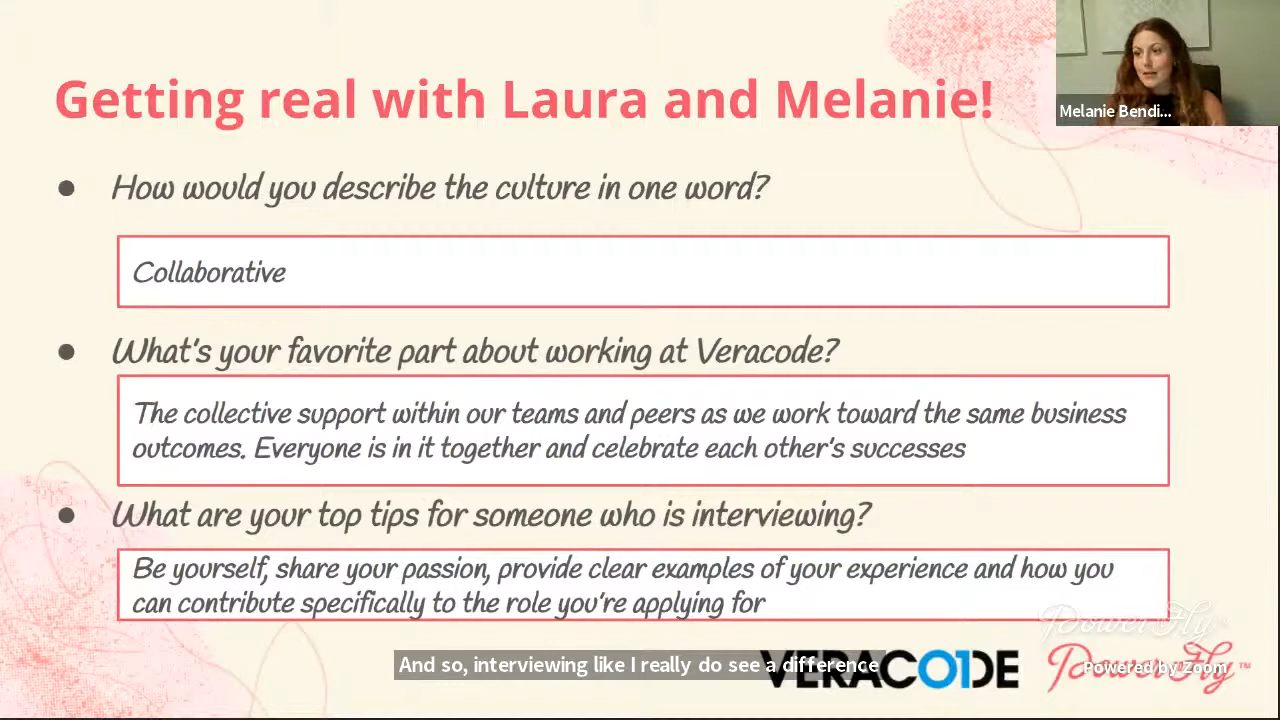 Getting real with Laura and Melanie!
Melanie Bendi...
● How would you describe the culture in one word?
Collaborative
● What's your favorite part about working at Veracode?
The collective support within our teams and peers as we work toward the same business
outcomes. Everyone is in it together and celebrate each other's successes
● What are your top tips for someone who is interviewing?
Be yourself, share your passion, provide clear examples of your experience and how you
can contribute specifically to the role you're applying for
PowerToFly™
And so, interviewing like I really do see a difference
VERACODE
PowerToFly™
Powered by Zoom